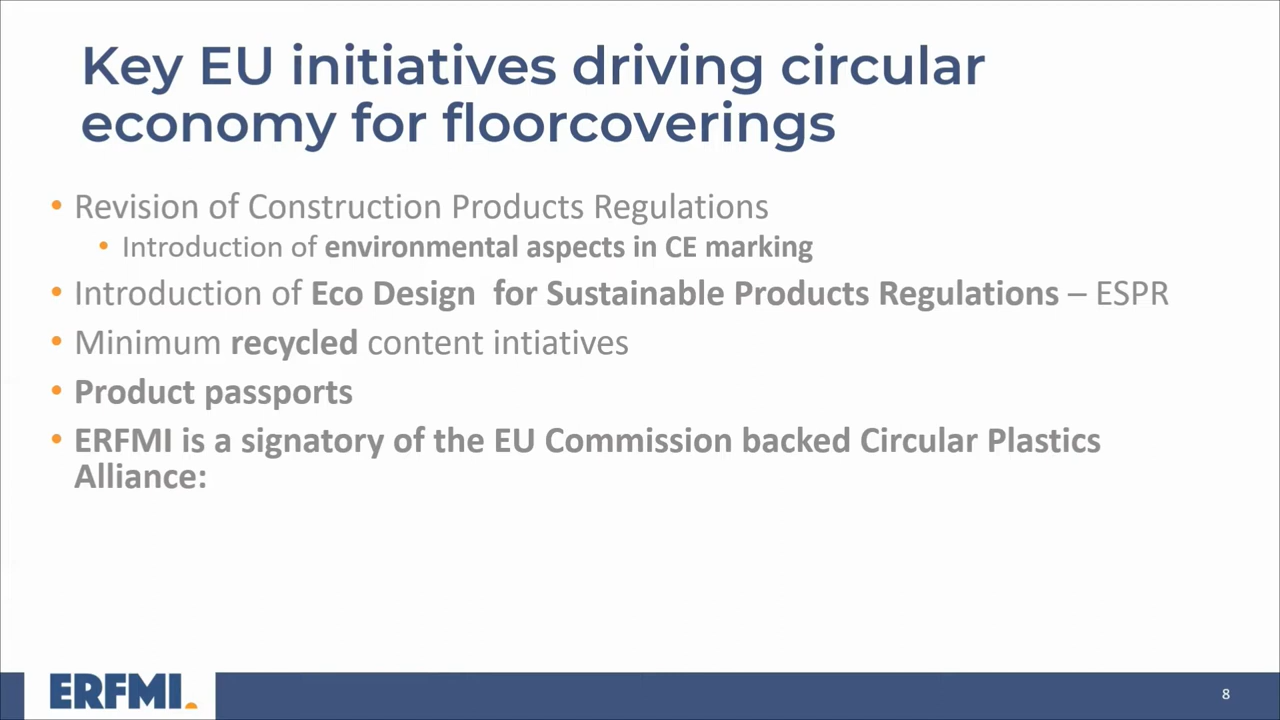 Key EU initiatives driving circular
economy for floorcoverings
• Revision of Construction Products Regulations
• Introduction of environmental aspects in CE marking
• Introduction of Eco Design  for Sustainable Products Regulations – ESPR
• Minimum recycled content intiatives
• Product passports
• ERFMI is a signatory of the EU Commission backed Circular Plastics
Alliance:
ERFMI.
8